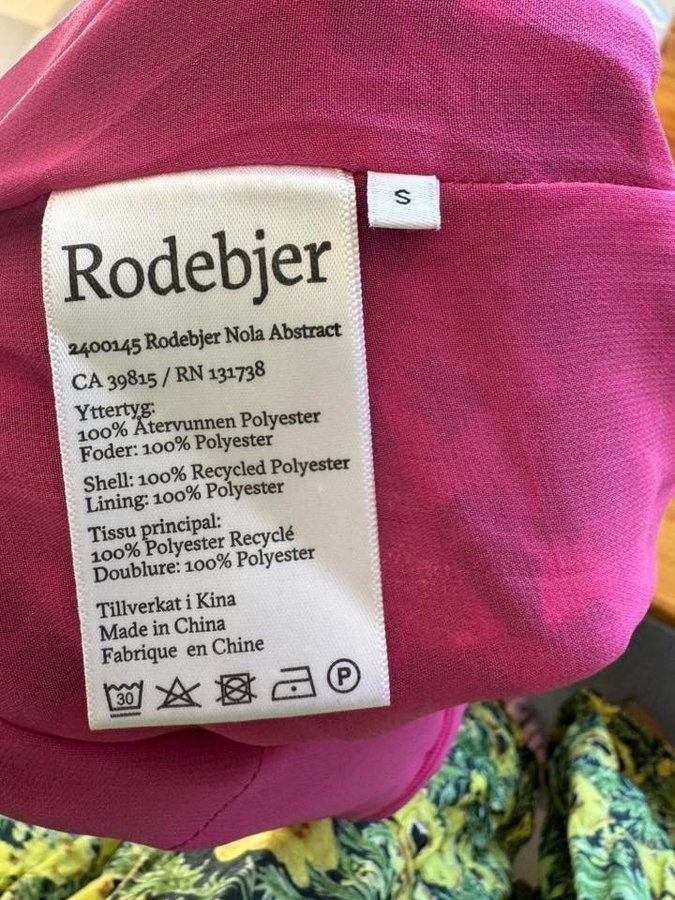 S
Rodebjer
2400145 Rodebjer Nola Abstract
CA 39815 / RN 131738
Yttertyg:
100% Återvunnen Polyester
Foder: 100% Polyester
Shell: 100% Recycled Polyester
Lining: 100% Polyester
Tissu principal:
100% Polyester Recyclé
Doublure: 100% Polyester
Tillverkat i Kina
Made in China
Fabrique en Chine
30 P